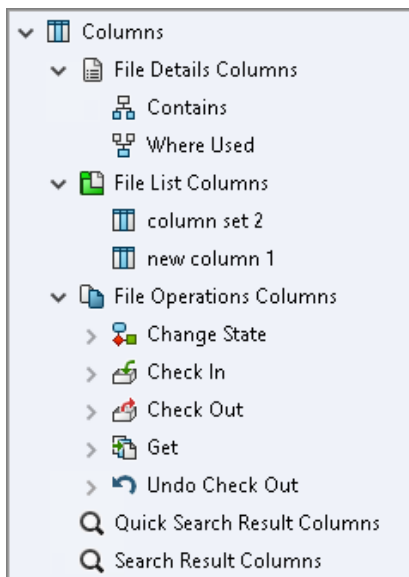 Columns
File Details Columns
Contains
Where Used
File List Columns
column set 2
new column 1
File Operations Columns
Change State
Check In
Check Out
Get
Undo Check Out
Quick Search Result Columns
Search Result Columns